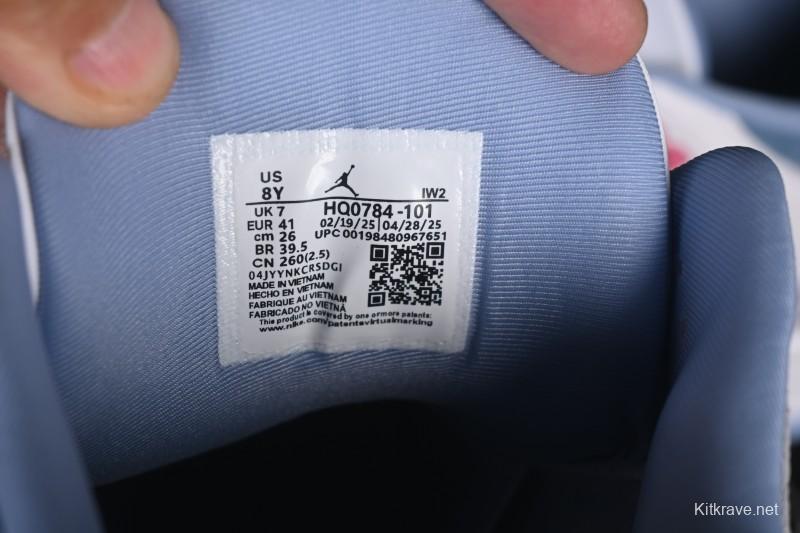 US
8Y
IW2
UK 7
HQ0784-101
EUR 41
02/19/25 04/28/25
cm 26
UPC 00198480967651
BR 39.5
CN 260(2.5)
04JYYNKCRSDGI
MADE IN VIETNAM
HECHO EN VIETNAM
FABRIQUE AU VIETNAM
FABRICADO NO VIETNÃ
This product is covered by one or more patents:
www.nike.com/patentsvirtualmarking
Kitkrave.net